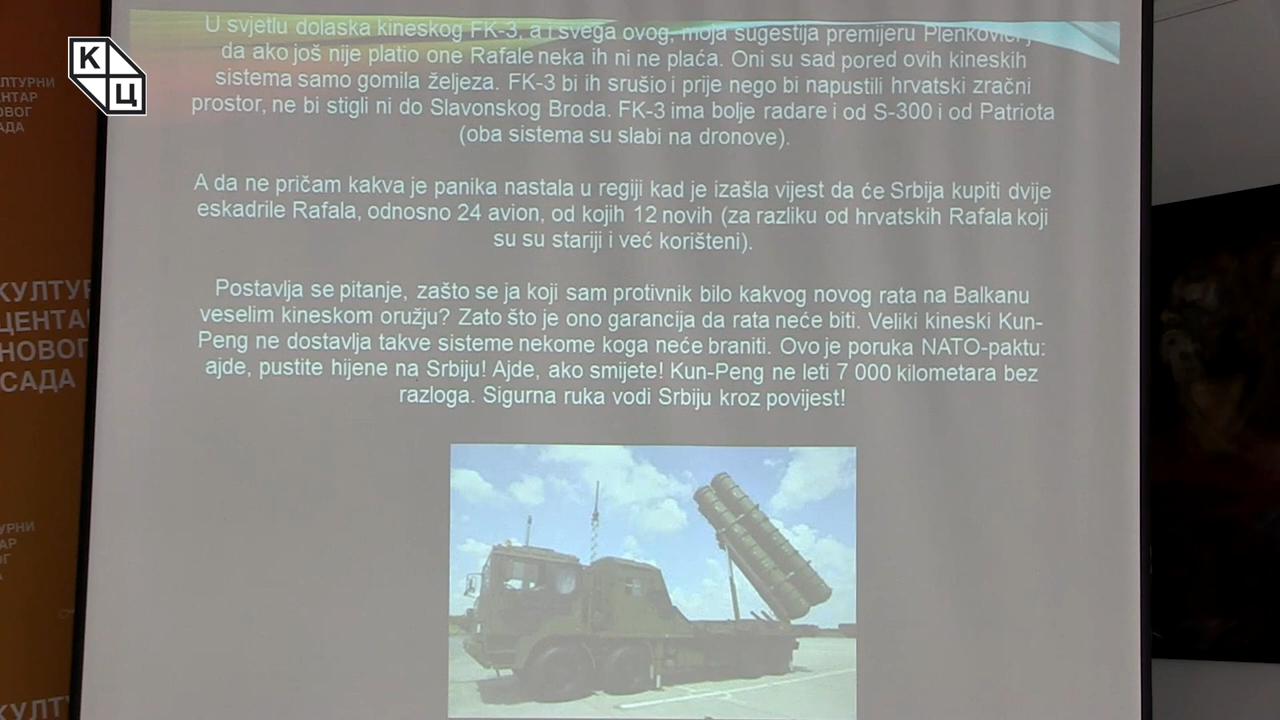 К
Ц
ЛТУРНИ
ЕНТАР
ОВОГ
АДА
КУЛТУР
ЦЕНТА
НОВОГ
САДА
УРНИ
АР
ОГ
А
КУЛТ
U svjetlu dolaska kineskog FK-3, a i svega ovog, moja sugestija premijeru
da ako još nije platio one Rafale neka ih ni ne plaća. Oni su sad pored ovih kineskih
sistema samo gomila željeza. FK-3 bi ih srušio i prije nego bi napustili hrvatski zračni
prostor, ne bi stigli ni do Slavonskog Broda. FK-3 ima bolje radare i od S-300 i od Patriota
(oba sistema su slabi na dronove).
A da ne pričam kakva je panika nastala u regiji kad je izašla vijest da će Srbija kupiti dvije
eskadrile Rafala, odnosno 24 avion, od kojih 12 novih (za razliku od hrvatskih Rafala koji
su su stariji i već korišteni).
Postavlja se pitanje, zašto se ja koji sam protivnik bilo kakvog novog rata na Balkanu
veselim kineskom oružju? Zato što je ono garancija da rata neće biti. Veliki kineski Kun-
Peng ne dostavlja takve sisteme nekome koga neće braniti. Ovo je poruka NATO-paktu:
ajde, pustite hijene na Srbiju! Ajde, ako smijete! Kun-Peng ne leti 7 000 kilometara bez
razloga. Sigurna ruka vodi Srbiju kroz povijest!